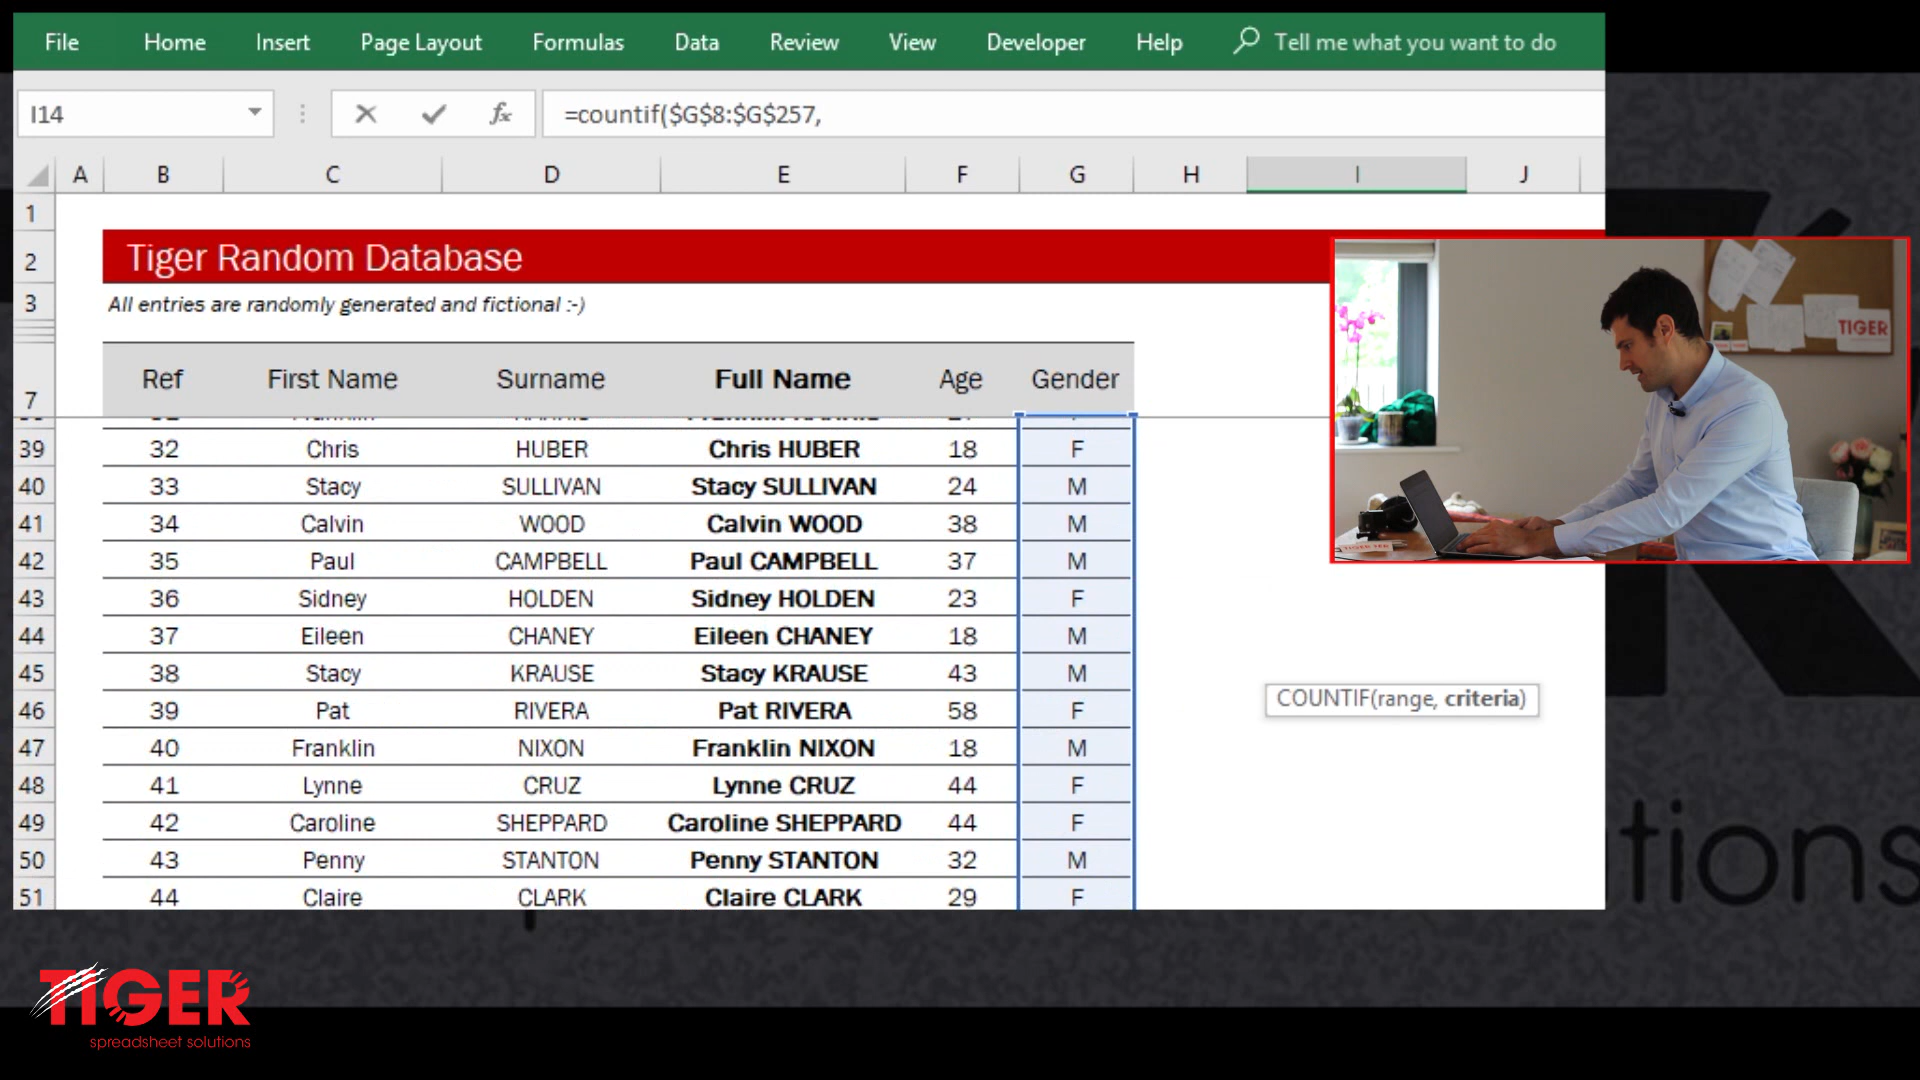 File Home Insert Page Layout Formulas Data Review View Developer Help Tell me what you want to do
I14 fx =countif($G$8:$G$257,
A B C D E F G H I J
1
2 Tiger Random Database
3 All entries are randomly generated and fictional :-)
7 Ref First Name Surname Full Name Age Gender
39 32 Chris HUBER Chris HUBER 18 F
40 33 Stacy SULLIVAN Stacy SULLIVAN 24 M
41 34 Calvin WOOD Calvin WOOD 38 M
42 35 Paul CAMPBELL Paul CAMPBELL 37 M
43 36 Sidney HOLDEN Sidney HOLDEN 23 F
44 37 Eileen CHANEY Eileen CHANEY 18 M
45 38 Stacy KRAUSE Stacy KRAUSE 43 M
46 39 Pat RIVERA Pat RIVERA 58 F
47 40 Franklin NIXON Franklin NIXON 18 M
48 41 Lynne CRUZ Lynne CRUZ 44 F
49 42 Caroline SHEPPARD Caroline SHEPPARD 44 F
50 43 Penny STANTON Penny STANTON 32 M
51 44 Claire CLARK Claire CLARK 29 F
COUNTIF(range, criteria)
TIGER
tions
TIGER
spreadsheet solutions